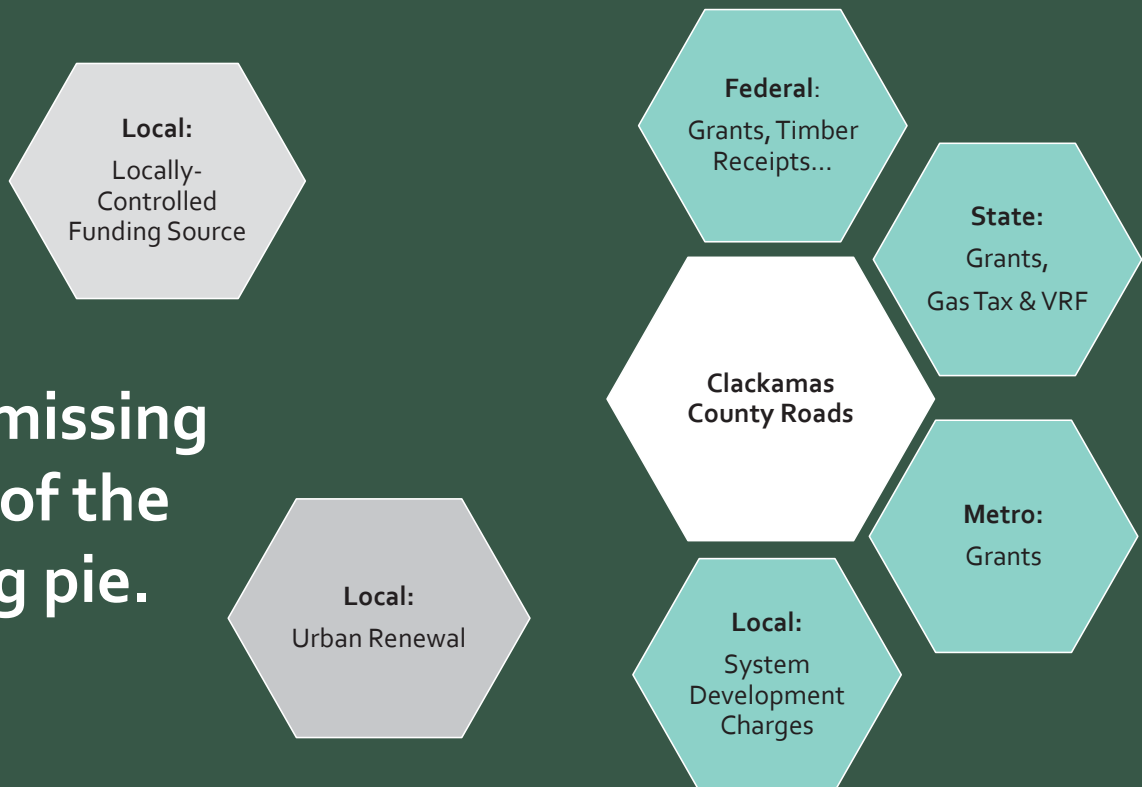 Local:
Locally-
Controlled
Funding Source
missing
of the
g pie.
Local:
Urban Renewal
Federal:
Grants, Timber
Receipts...
State:
Grants,
Gas Tax & VRF
Clackamas
County Roads
Metro:
Grants
Local:
System
Development
Charges